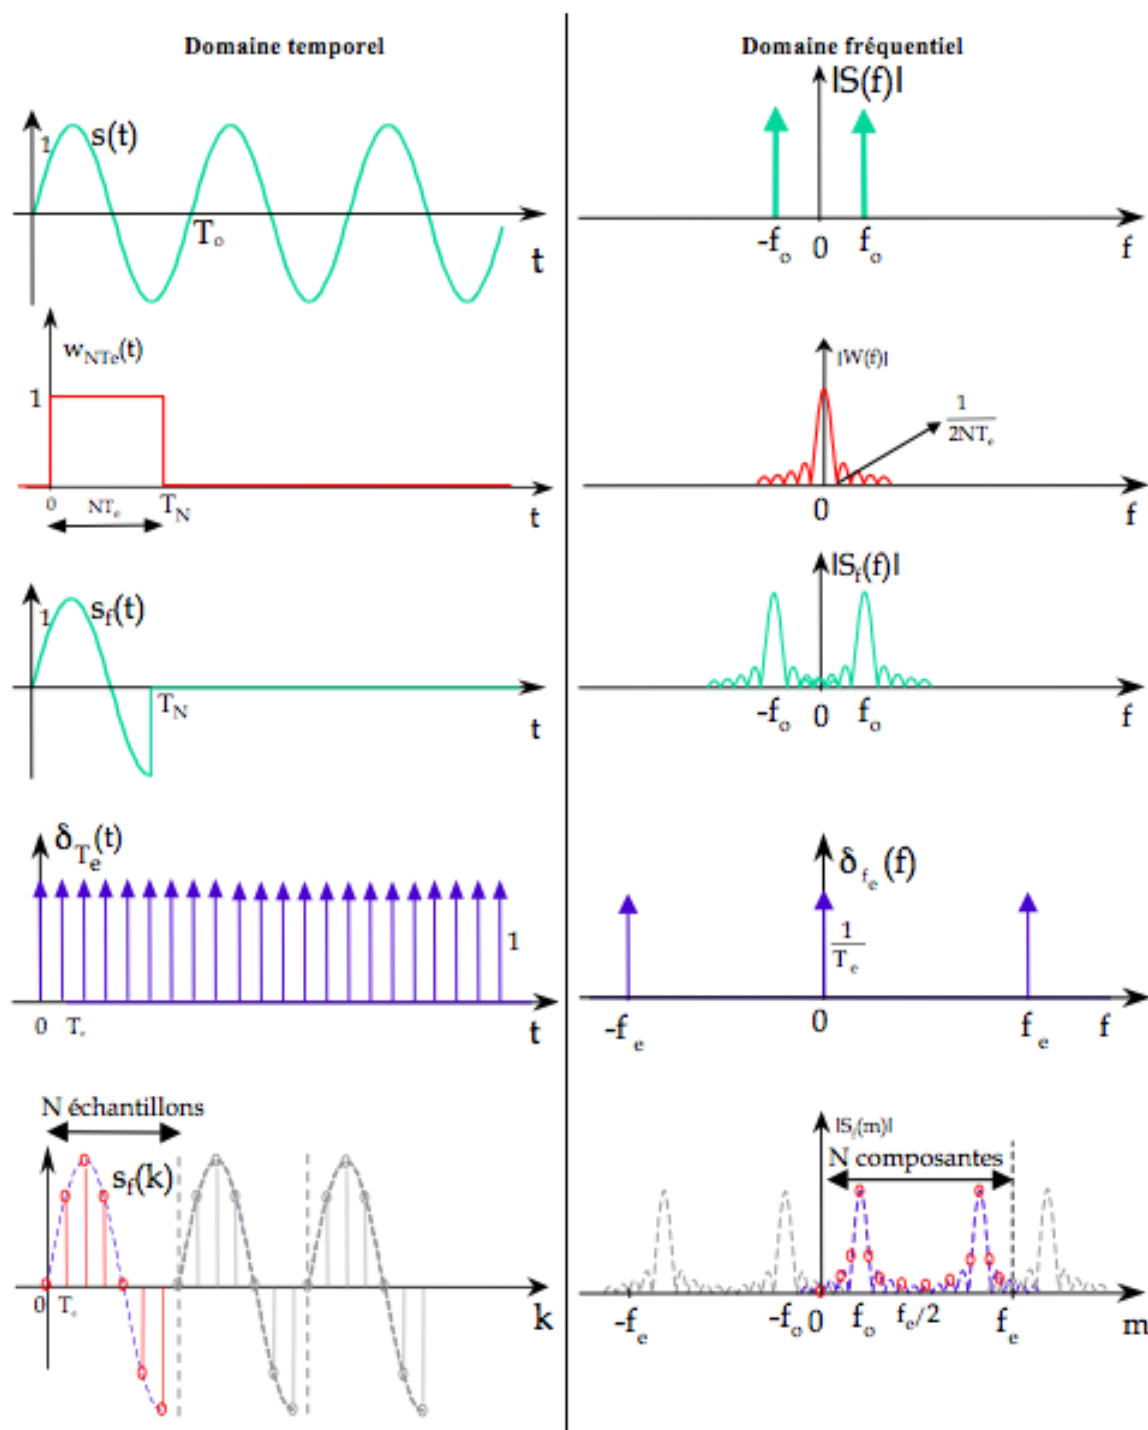 Domaine temporel
1
s(t)
T₀
t
w_NTe(t)
1
0
NTₑ
T_N
t
1
s_f(t)
T_N
t
δ_Tₑ(t)
1
0
Tₑ
t
N échantillons
s_f(k)
0
Tₑ
k
Domaine fréquentiel
|S(f)|
-f₀
0
f₀
f
|W(f)|
1
2NTₑ
0
f
|S_f(f)|
-f₀
0
f₀
f
δ_fₑ(f)
1
Tₑ
-fₑ
0
fₑ
f
|S_f(m)|
N composantes
-fₑ
-f₀
0
f₀
fₑ/2
fₑ
m